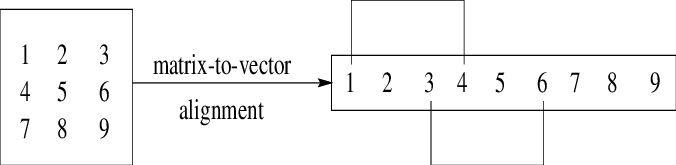 1 2 3
4 5 6
7 8 9
matrix-to-vector
alignment
1 2 3 4 5 6 7 8 9